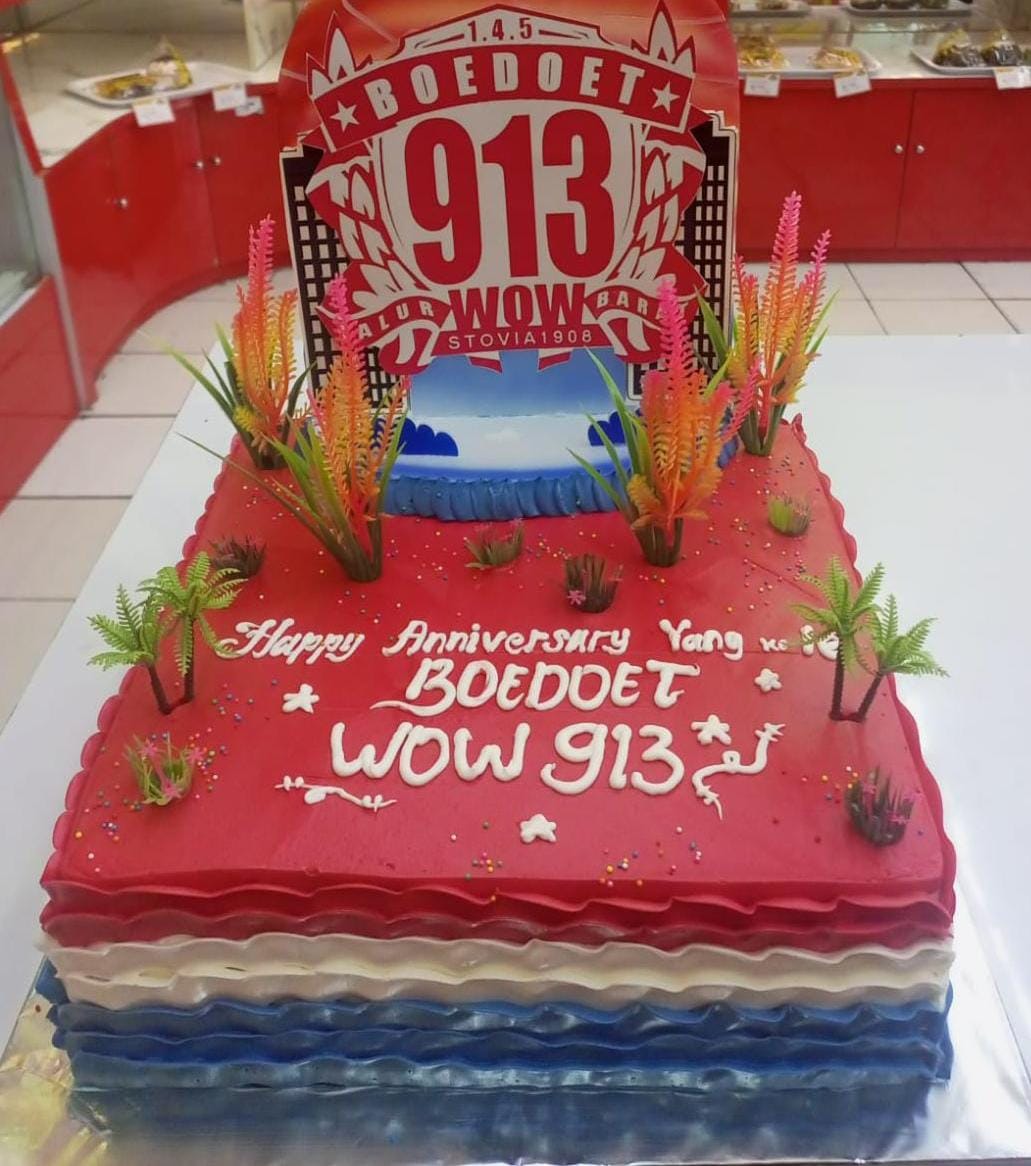 1.4.5
BOEDOET
913
ALUR WOW BARU
STOVIA1908
Happy Anniversary Yang ke
BOEDOET
WOW 913